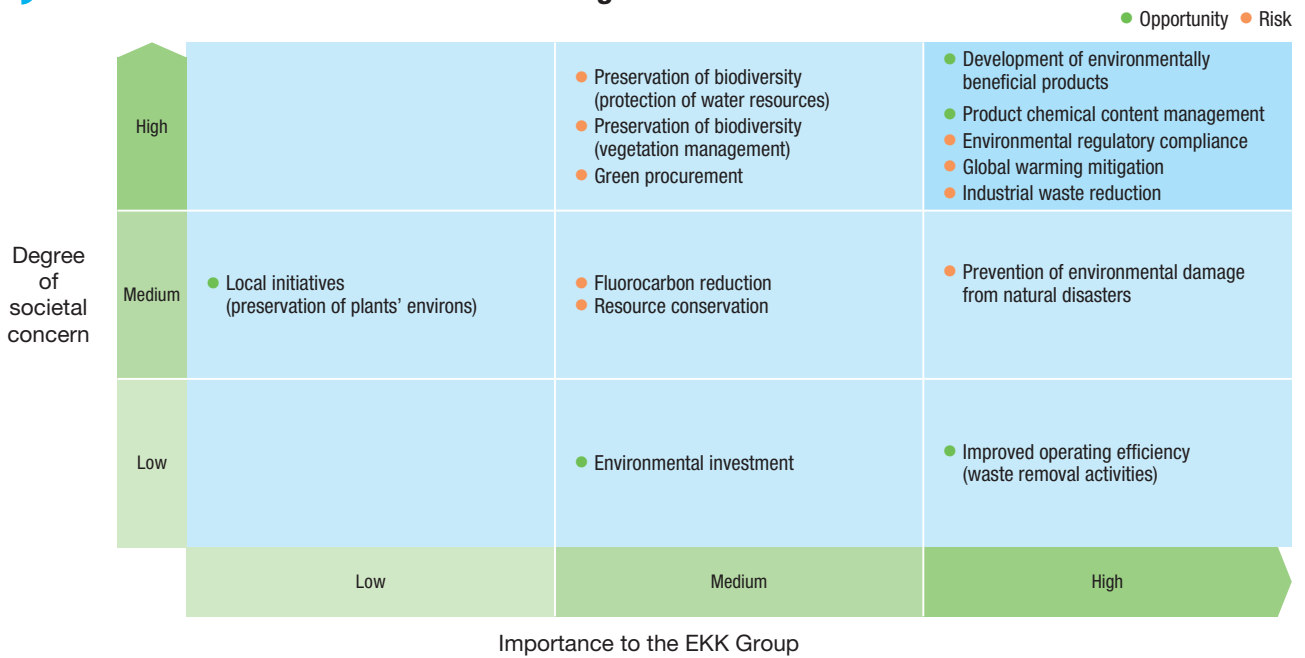 Opportunity Risk
High
Preservation of biodiversity
(protection of water resources)
Preservation of biodiversity
(vegetation management)
Green procurement
Development of environmentally
beneficial products
Product chemical content management
Environmental regulatory compliance
Global warming mitigation
Industrial waste reduction
Degree
of
societal
concern
Medium
Local initiatives
(preservation of plants’ environs)
Fluorocarbon reduction
Resource conservation
Prevention of environmental damage
from natural disasters
Low
Environmental investment
Improved operating efficiency
(waste removal activities)
Low
Medium
High
Importance to the EKK Group